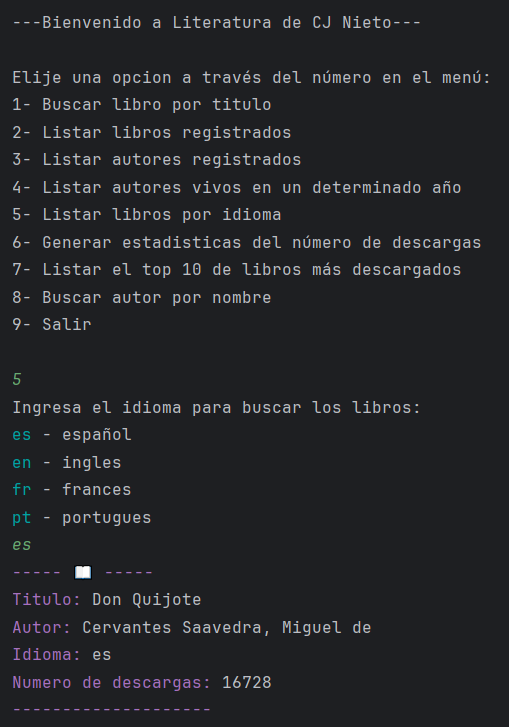 ---Bienvenido a Literatura de CJ Nieto---
Elije una opcion a través del número en el menú:
1- Buscar libro por titulo
2- Listar libros registrados
3- Listar autores registrados
4- Listar autores vivos en un determinado año
5- Listar libros por idioma
6- Generar estadisticas del número de descargas
7- Listar el top 10 de libros más descargados
8- Buscar autor por nombre
9- Salir
5
Ingresa el idioma para buscar los libros:
es - español
en - ingles
fr - frances
pt - portugues
es
----- 📖 -----
Titulo: Don Quijote
Autor: Cervantes Saavedra, Miguel de
Idioma: es
Numero de descargas: 16728
--------------------